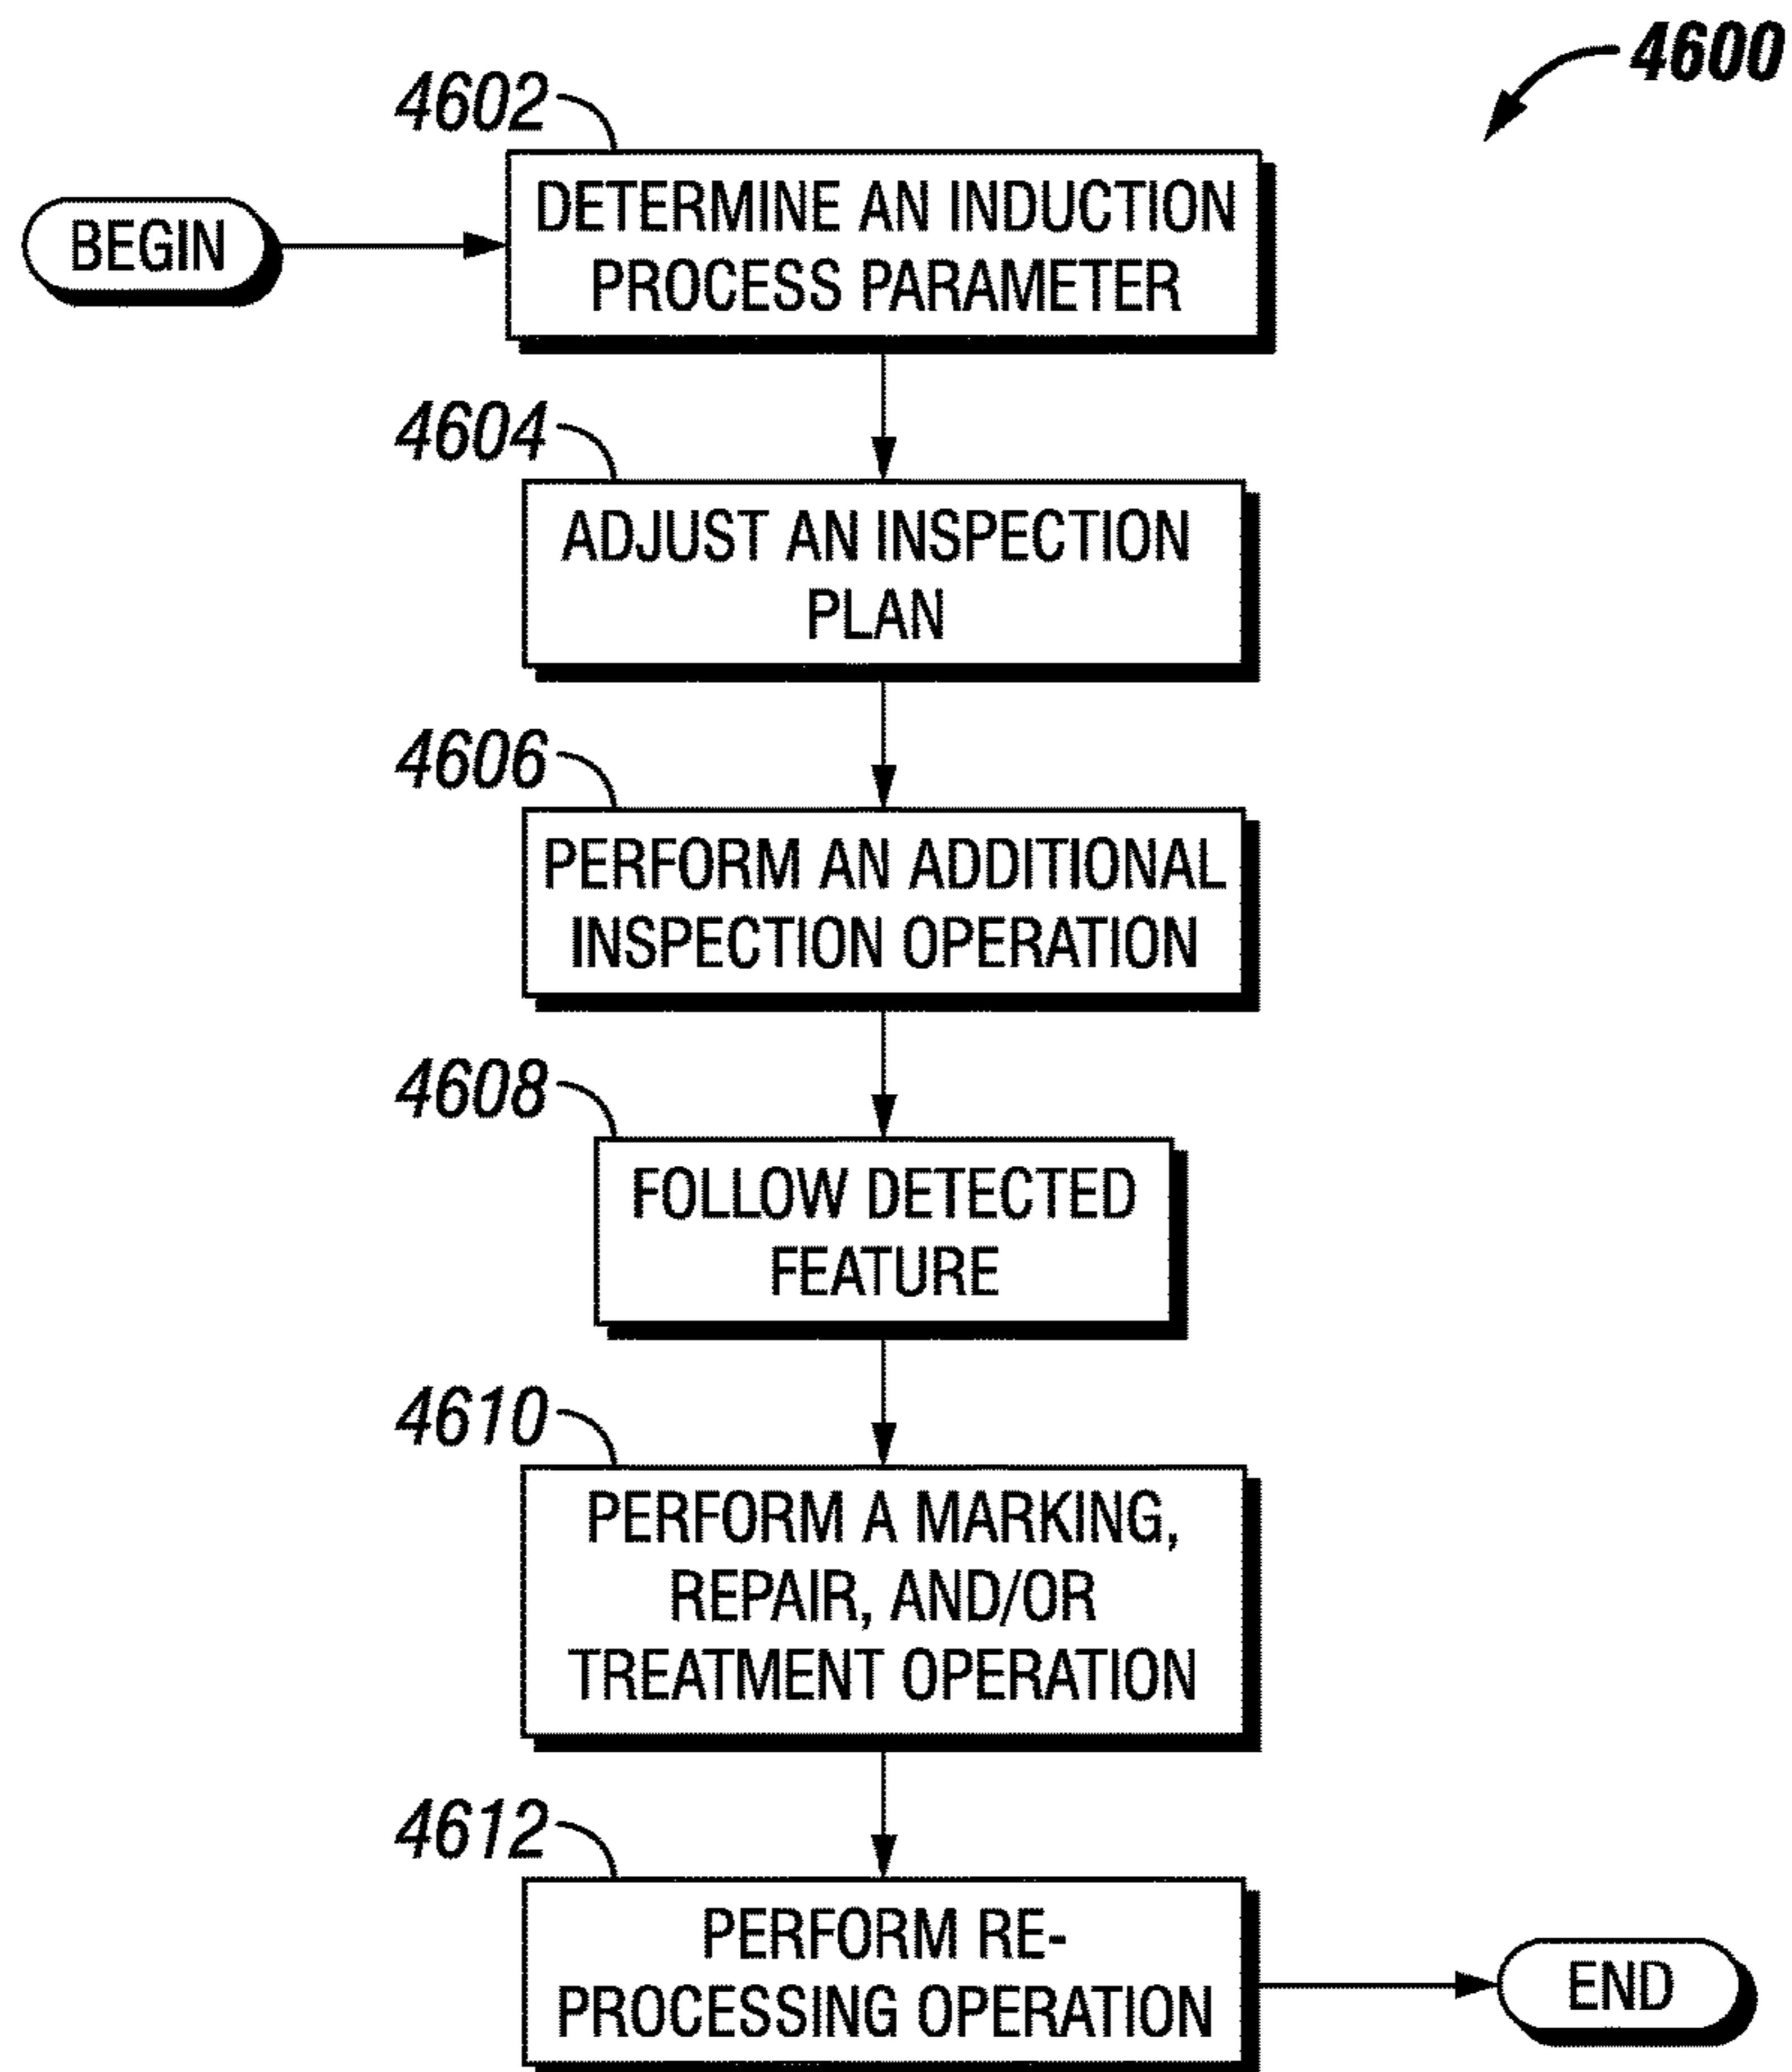 4600
4602
BEGIN
DETERMINE AN INDUCTION
PROCESS PARAMETER
4604
ADJUST AN INSPECTION
PLAN
4606
PERFORM AN ADDITIONAL
INSPECTION OPERATION
4608
FOLLOW DETECTED
FEATURE
4610
PERFORM A MARKING,
REPAIR, AND/OR
TREATMENT OPERATION
4612
PERFORM RE-
PROCESSING OPERATION
END